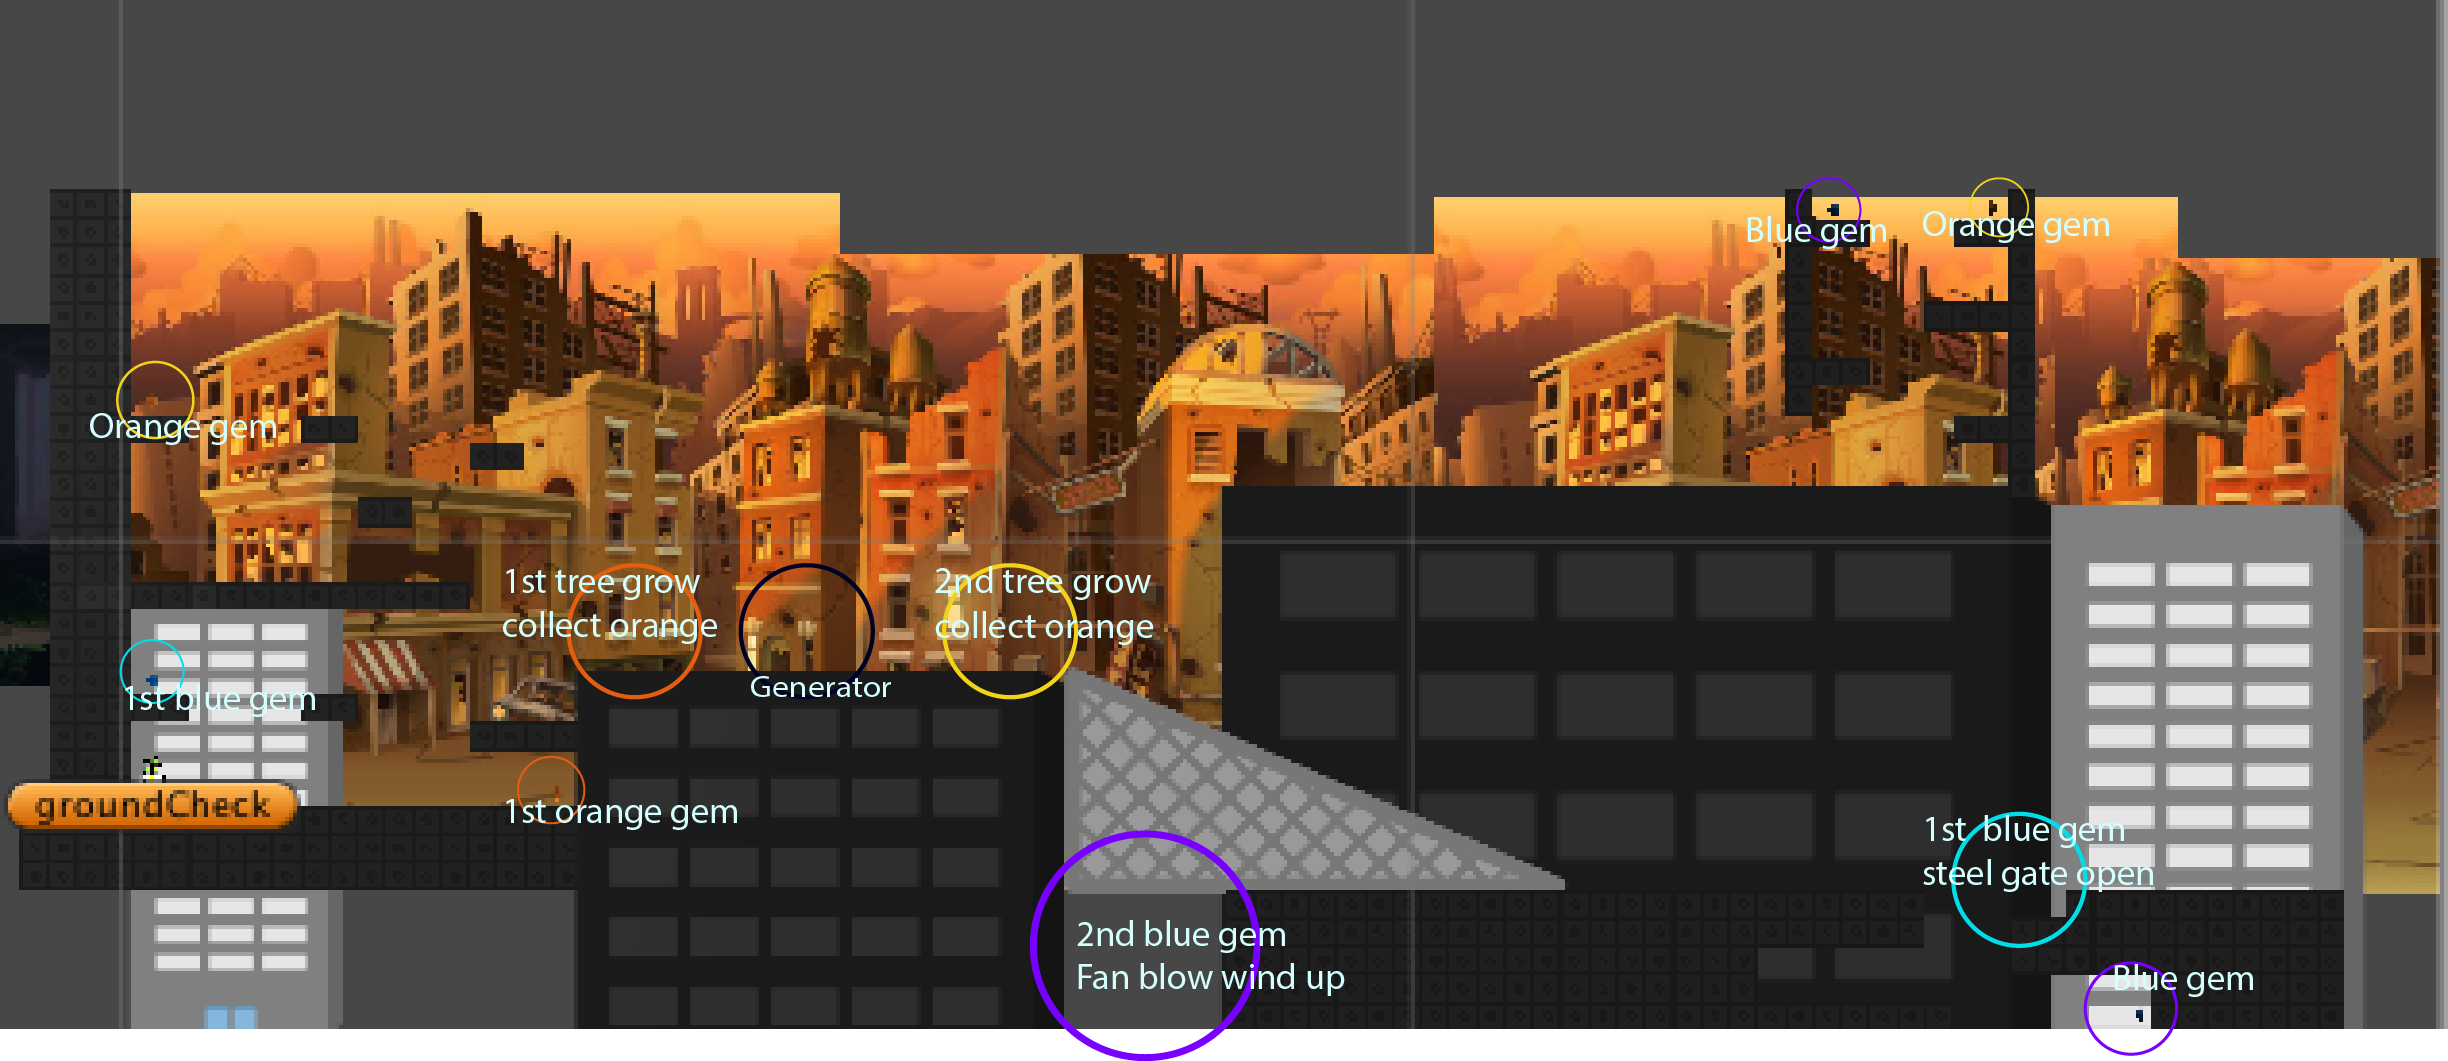 Blue gem
Orange gem
Orange gem
1st tree grow
collect orange
2nd tree grow
collect orange
Generator
1st blue gem
groundCheck
1st orange gem
1st  blue gem
steel gate open
2nd blue gem
Fan blow wind up
Blue gem